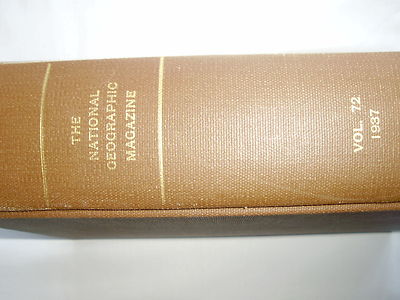 THE
NATIONAL
GEOGRAPHIC
MAGAZINE
VOL. 72
1937